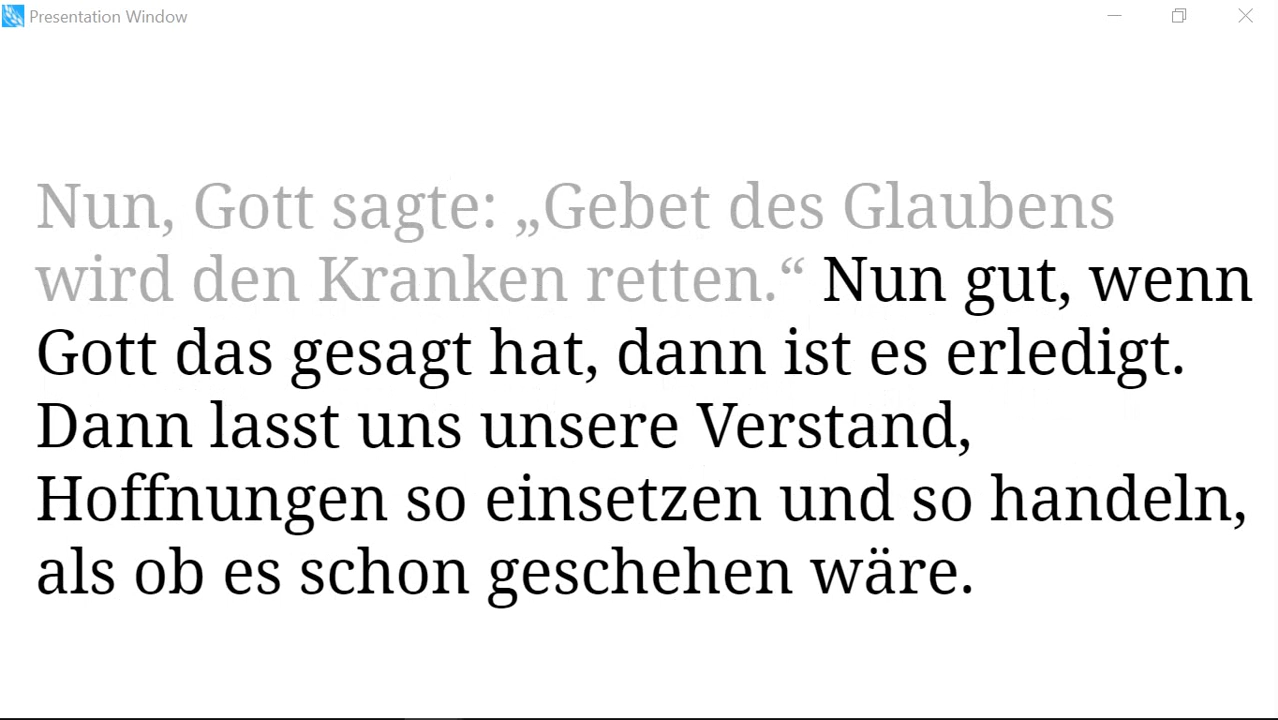 Presentation Window
Nun, Gott sagte: „Gebet des Glaubens
wird den Kranken retten.“ Nun gut, wenn
Gott das gesagt hat, dann ist es erledigt.
Dann lasst uns unsere Verstand,
Hoffnungen so einsetzen und so handeln,
als ob es schon geschehen wäre.